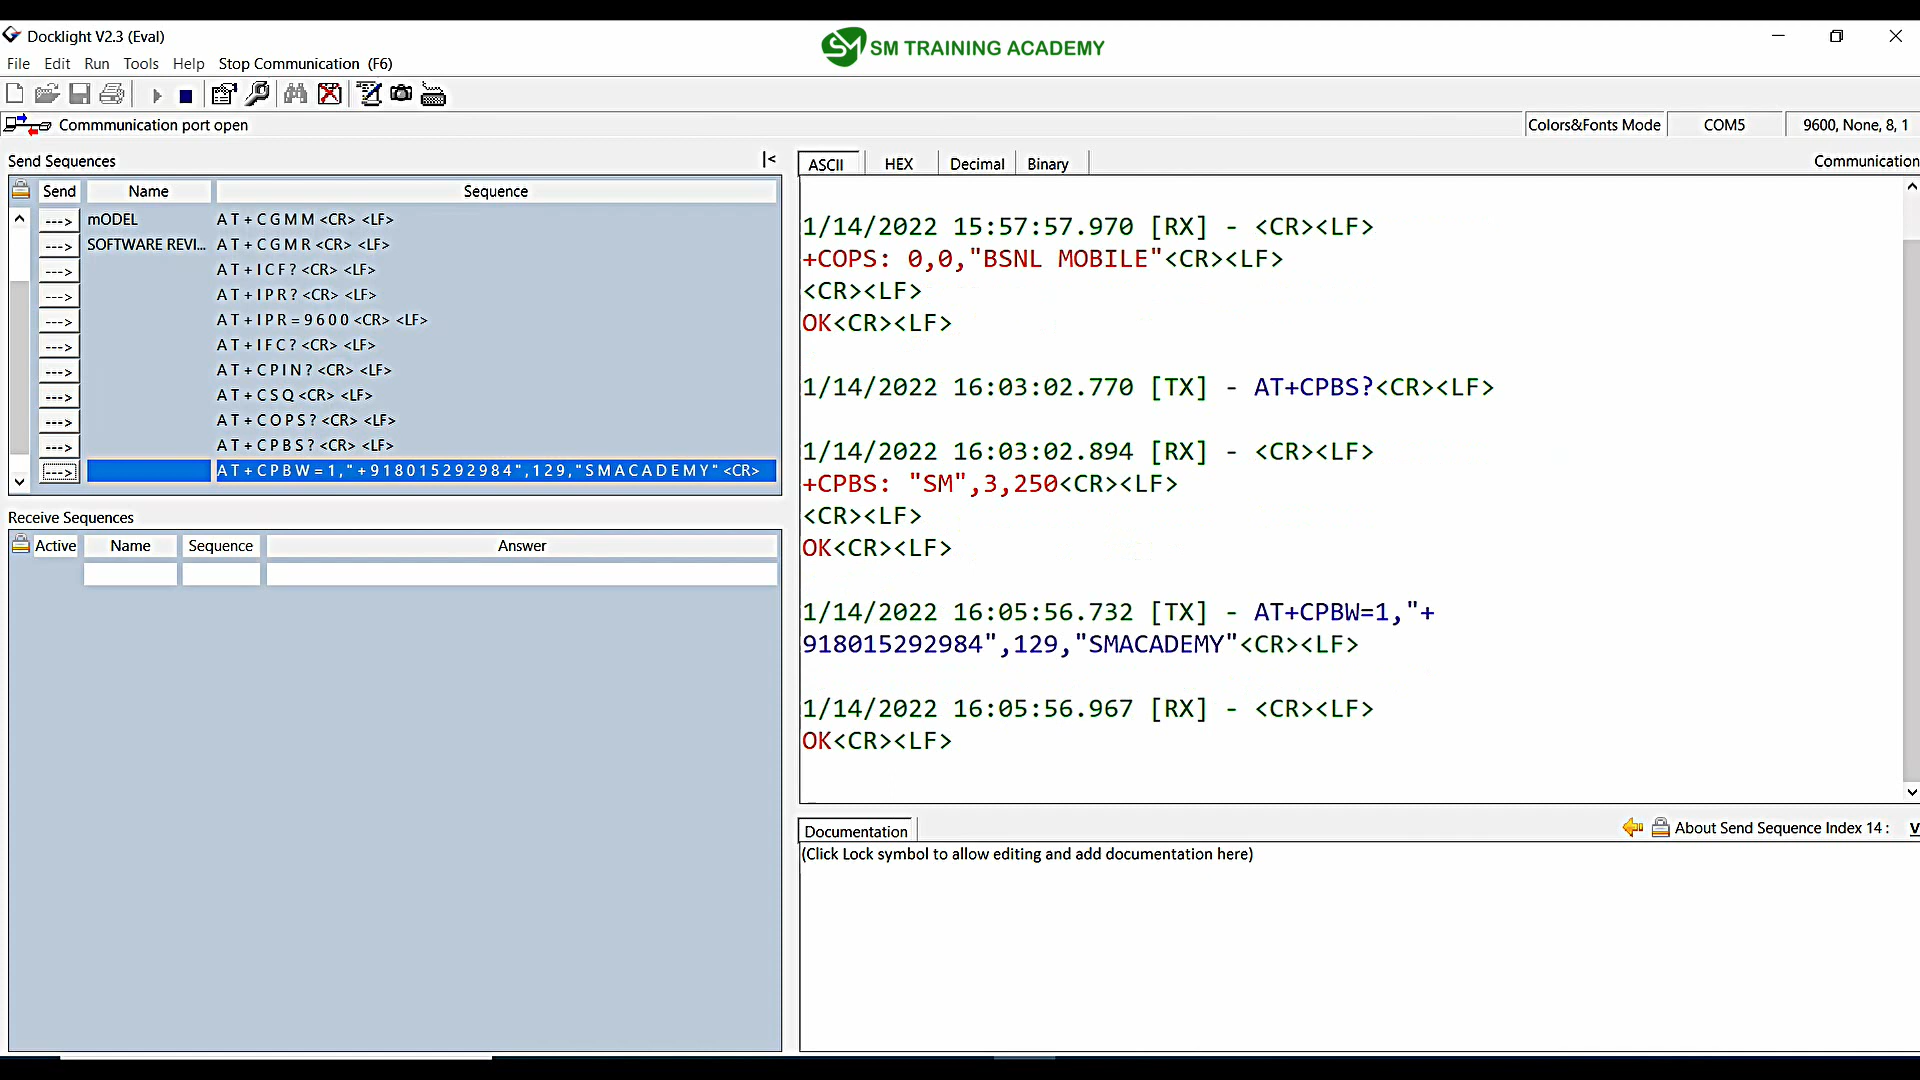 Docklight V2.3 (Eval)
SM SM TRAINING ACADEMY
File Edit Run Tools Help Stop Communication (F6)
Commmunication port open
Colors&Fonts Mode COM5 9600, None, 8, 1
Send Sequences
Send Name Sequence
---> mODEL AT+CGMM<CR><LF>
---> SOFTWARE REVI... AT+CGMR<CR><LF>
---> AT+ICF?<CR><LF>
---> AT+IPR?<CR><LF>
---> AT+IPR=9600<CR><LF>
---> AT+IFC?<CR><LF>
---> AT+CPIN?<CR><LF>
---> AT+CSQ<CR><LF>
---> AT+COPS?<CR><LF>
---> AT+CPBS?<CR><LF>
---> AT+CPBW=1,"+918015292984",129,"SMACADEMY"<CR>
Receive Sequences
Active Name Sequence Answer
ASCII HEX Decimal Binary
Communication
1/14/2022 15:57:57.970 [RX] - <CR><LF>
+COPS: 0,0,"BSNL MOBILE"<CR><LF>
<CR><LF>
OK<CR><LF>
1/14/2022 16:03:02.770 [TX] - AT+CPBS?<CR><LF>
1/14/2022 16:03:02.894 [RX] - <CR><LF>
+CPBS: "SM",3,250<CR><LF>
<CR><LF>
OK<CR><LF>
1/14/2022 16:05:56.732 [TX] - AT+CPBW=1,"+
918015292984",129,"SMACADEMY"<CR><LF>
1/14/2022 16:05:56.967 [RX] - <CR><LF>
OK<CR><LF>
Documentation
About Send Sequence Index 14 : V
(Click Lock symbol to allow editing and add documentation here)